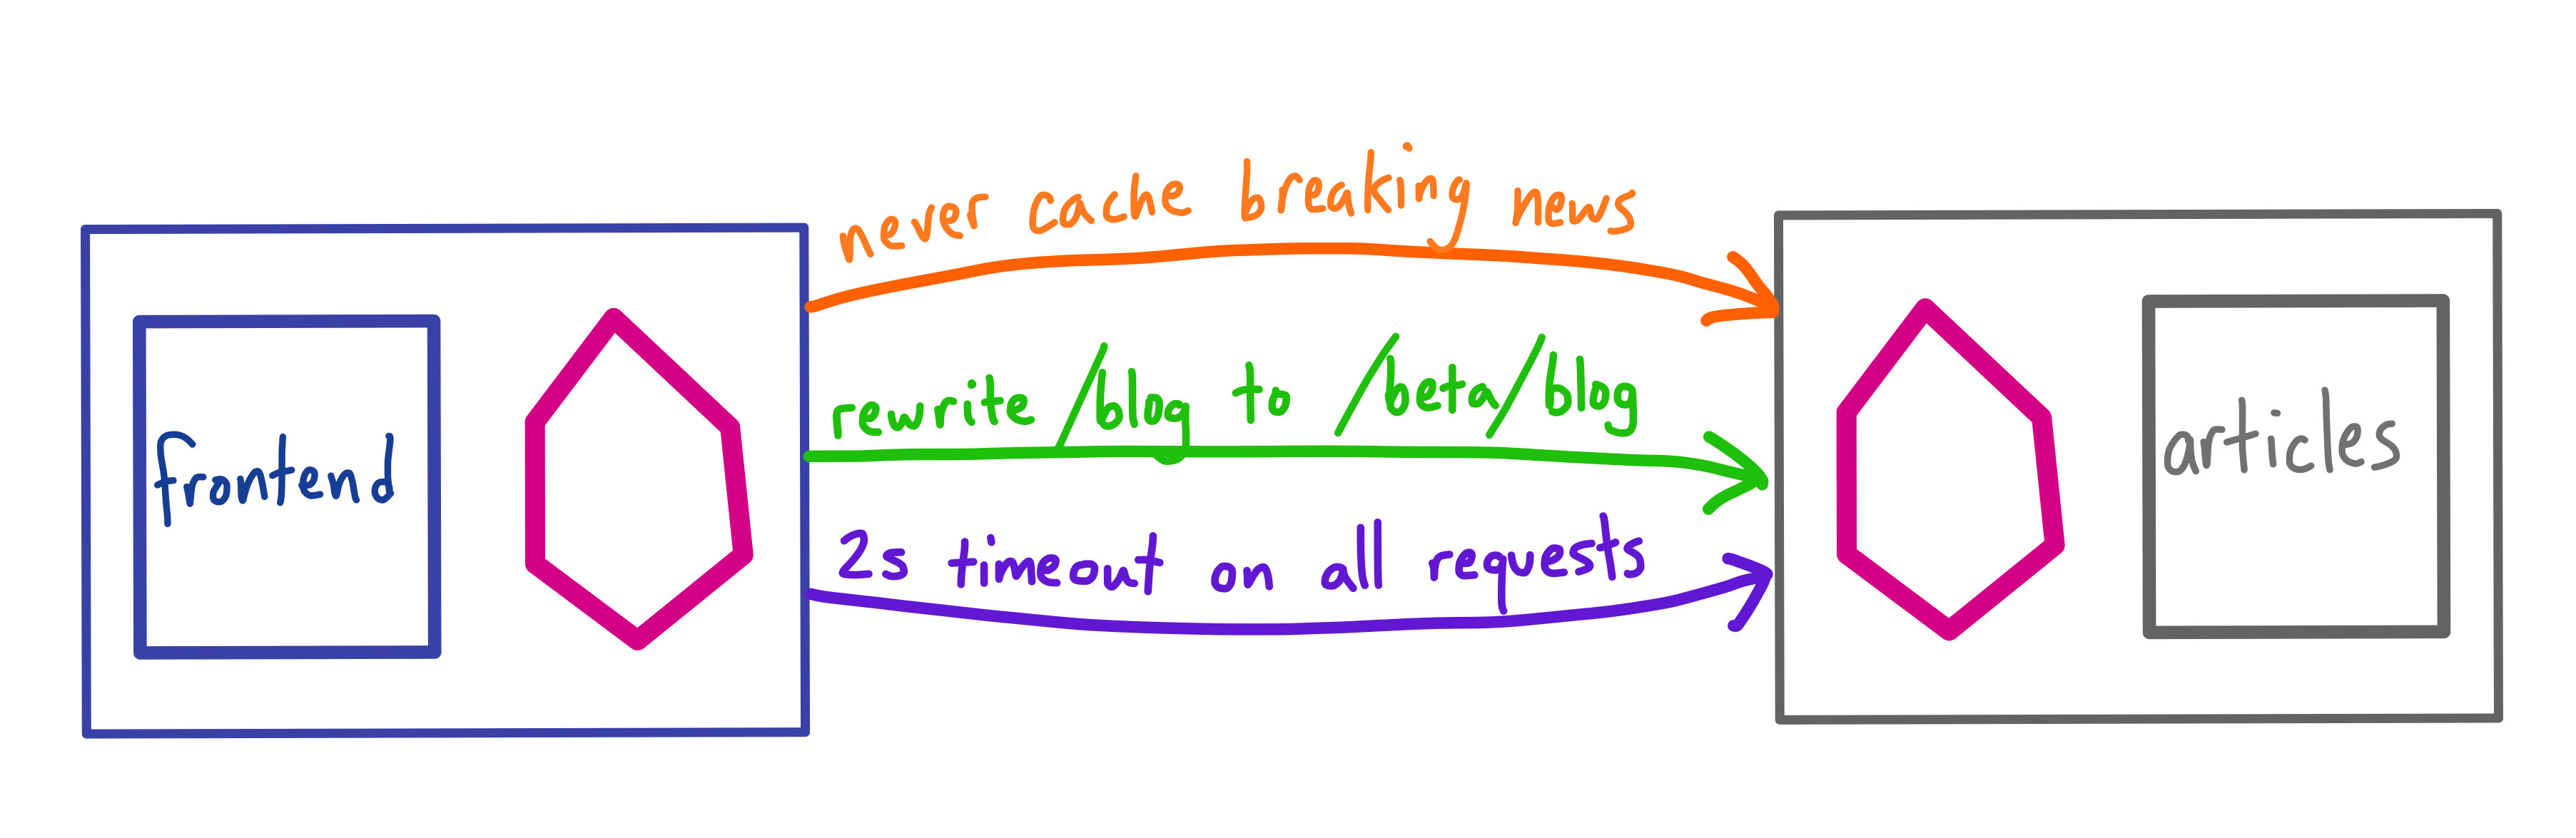 never cache breaking news
rewrite /blog to /beta/blog
frontend
articles
2s timeout on all requests